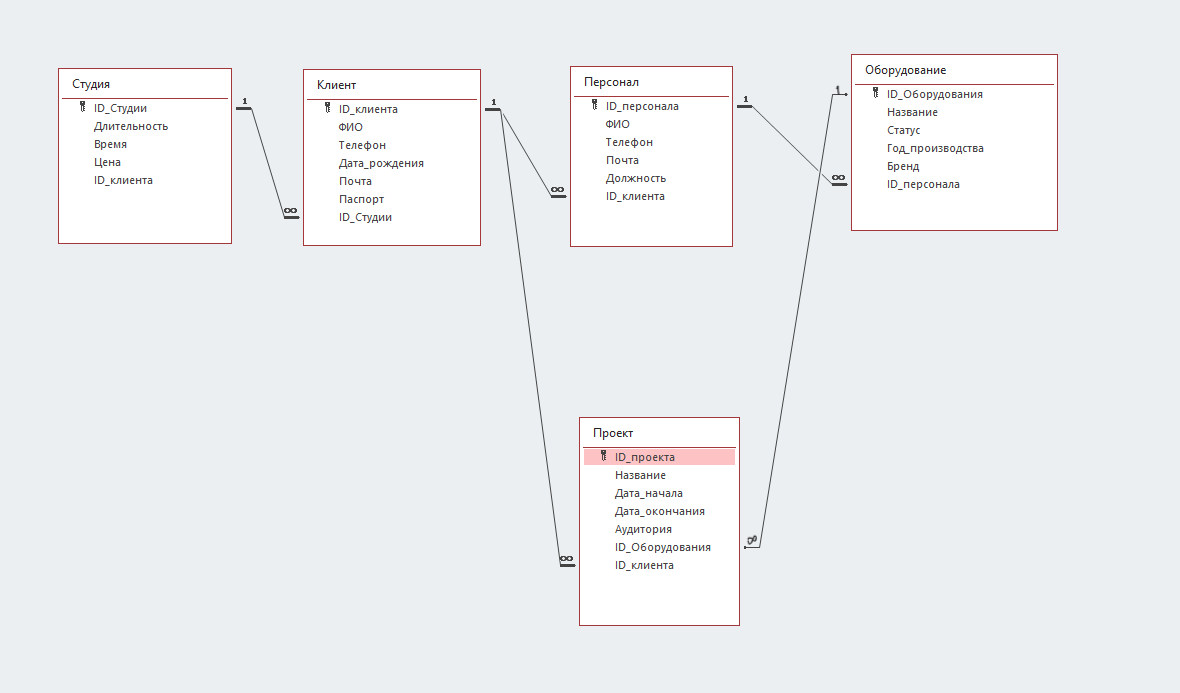 Студия
ID_Студии
Длительность
Время
Цена
ID_клиента
1
∞
Клиент
ID_клиента
ФИО
Телефон
Дата_рождения
Почта
Паспорт
ID_Студии
1
∞
Персонал
ID_персонала
ФИО
Телефон
Почта
Должность
ID_клиента
1
∞
Оборудование
ID_Оборудования
Название
Статус
Год_производства
Бренд
ID_персонала
1
∞
Проект
ID_проекта
Название
Дата_начала
Дата_окончания
Аудитория
ID_Оборудования
ID_клиента
∞